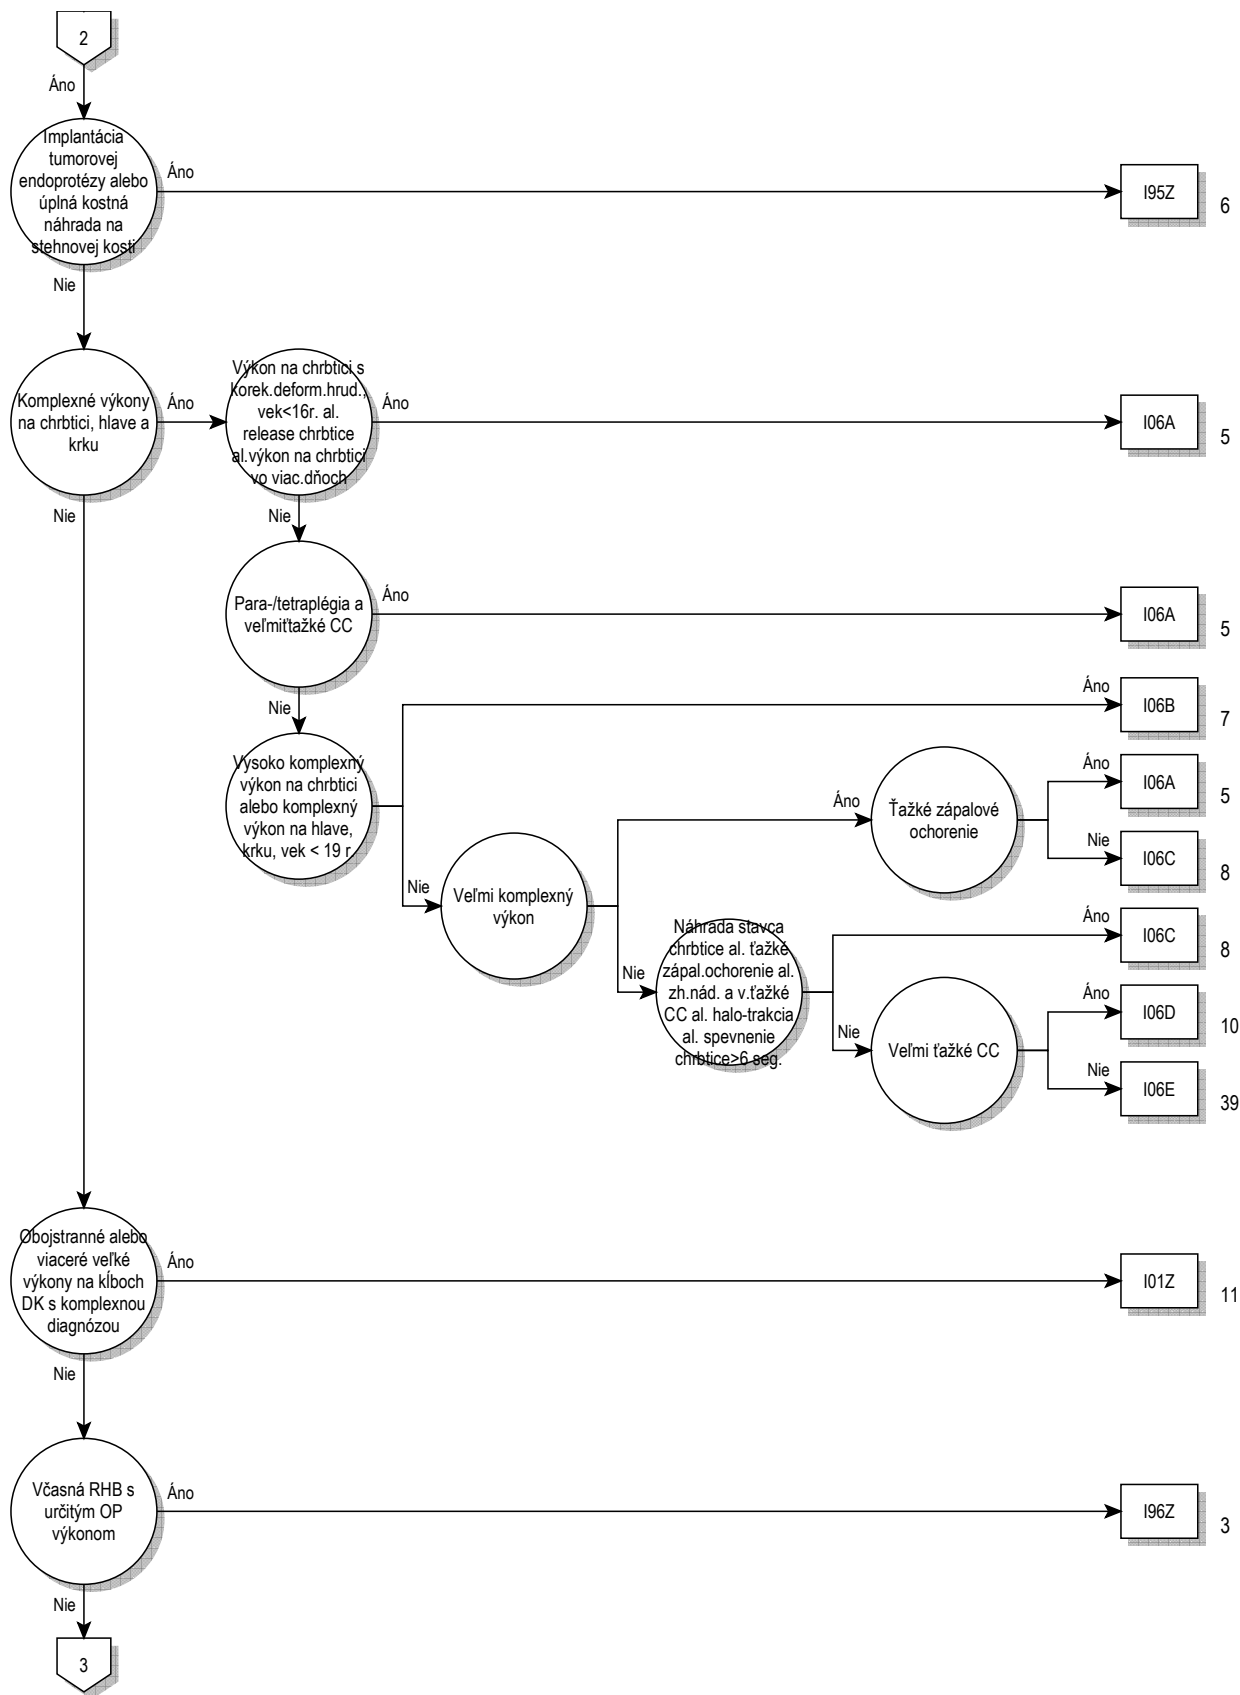 2
Áno
Implantácia
tumorovej
endoprotézy alebo
úplná kostná
náhrada na
stehnovej kosti
Áno
I95Z
6
Nie
Komplexné výkony
na chrbtici, hlave a
krku
Áno
Výkon na chrbtici s
korek.deform.hrud.,
vek<16r. al.
release chrbtice
al.výkon na chrbtici
vo viac.dňoch
Áno
I06A
5
Nie
Nie
Para-/tetraplégia a
veľmiťtažké CC
Áno
I06A
5
Nie
Vysoko komplexný
výkon na chrbtici
alebo komplexný
výkon na hlave,
krku, vek < 19 r.
Áno
I06B
7
Nie
Veľmi komplexný
výkon
Áno
Ťažké zápalové
ochorenie
Áno
I06A
5
Nie
I06C
8
Nie
Náhrada stavca
chrbtice al. ťažké
zápal.ochorenie al.
zh.nád. a v.ťažké
CC al. halo-trakcia
al. spevnenie
chrbtice>6 seg.
Áno
I06C
8
Nie
Veľmi ťažké CC
Áno
I06D
10
Nie
I06E
39
Obojstranné alebo
viaceré veľké
výkony na kĺboch
DK s komplexnou
diagnózou
Áno
I01Z
11
Nie
Včasná RHB s
určitým OP
výkonom
Áno
I96Z
3
Nie
3